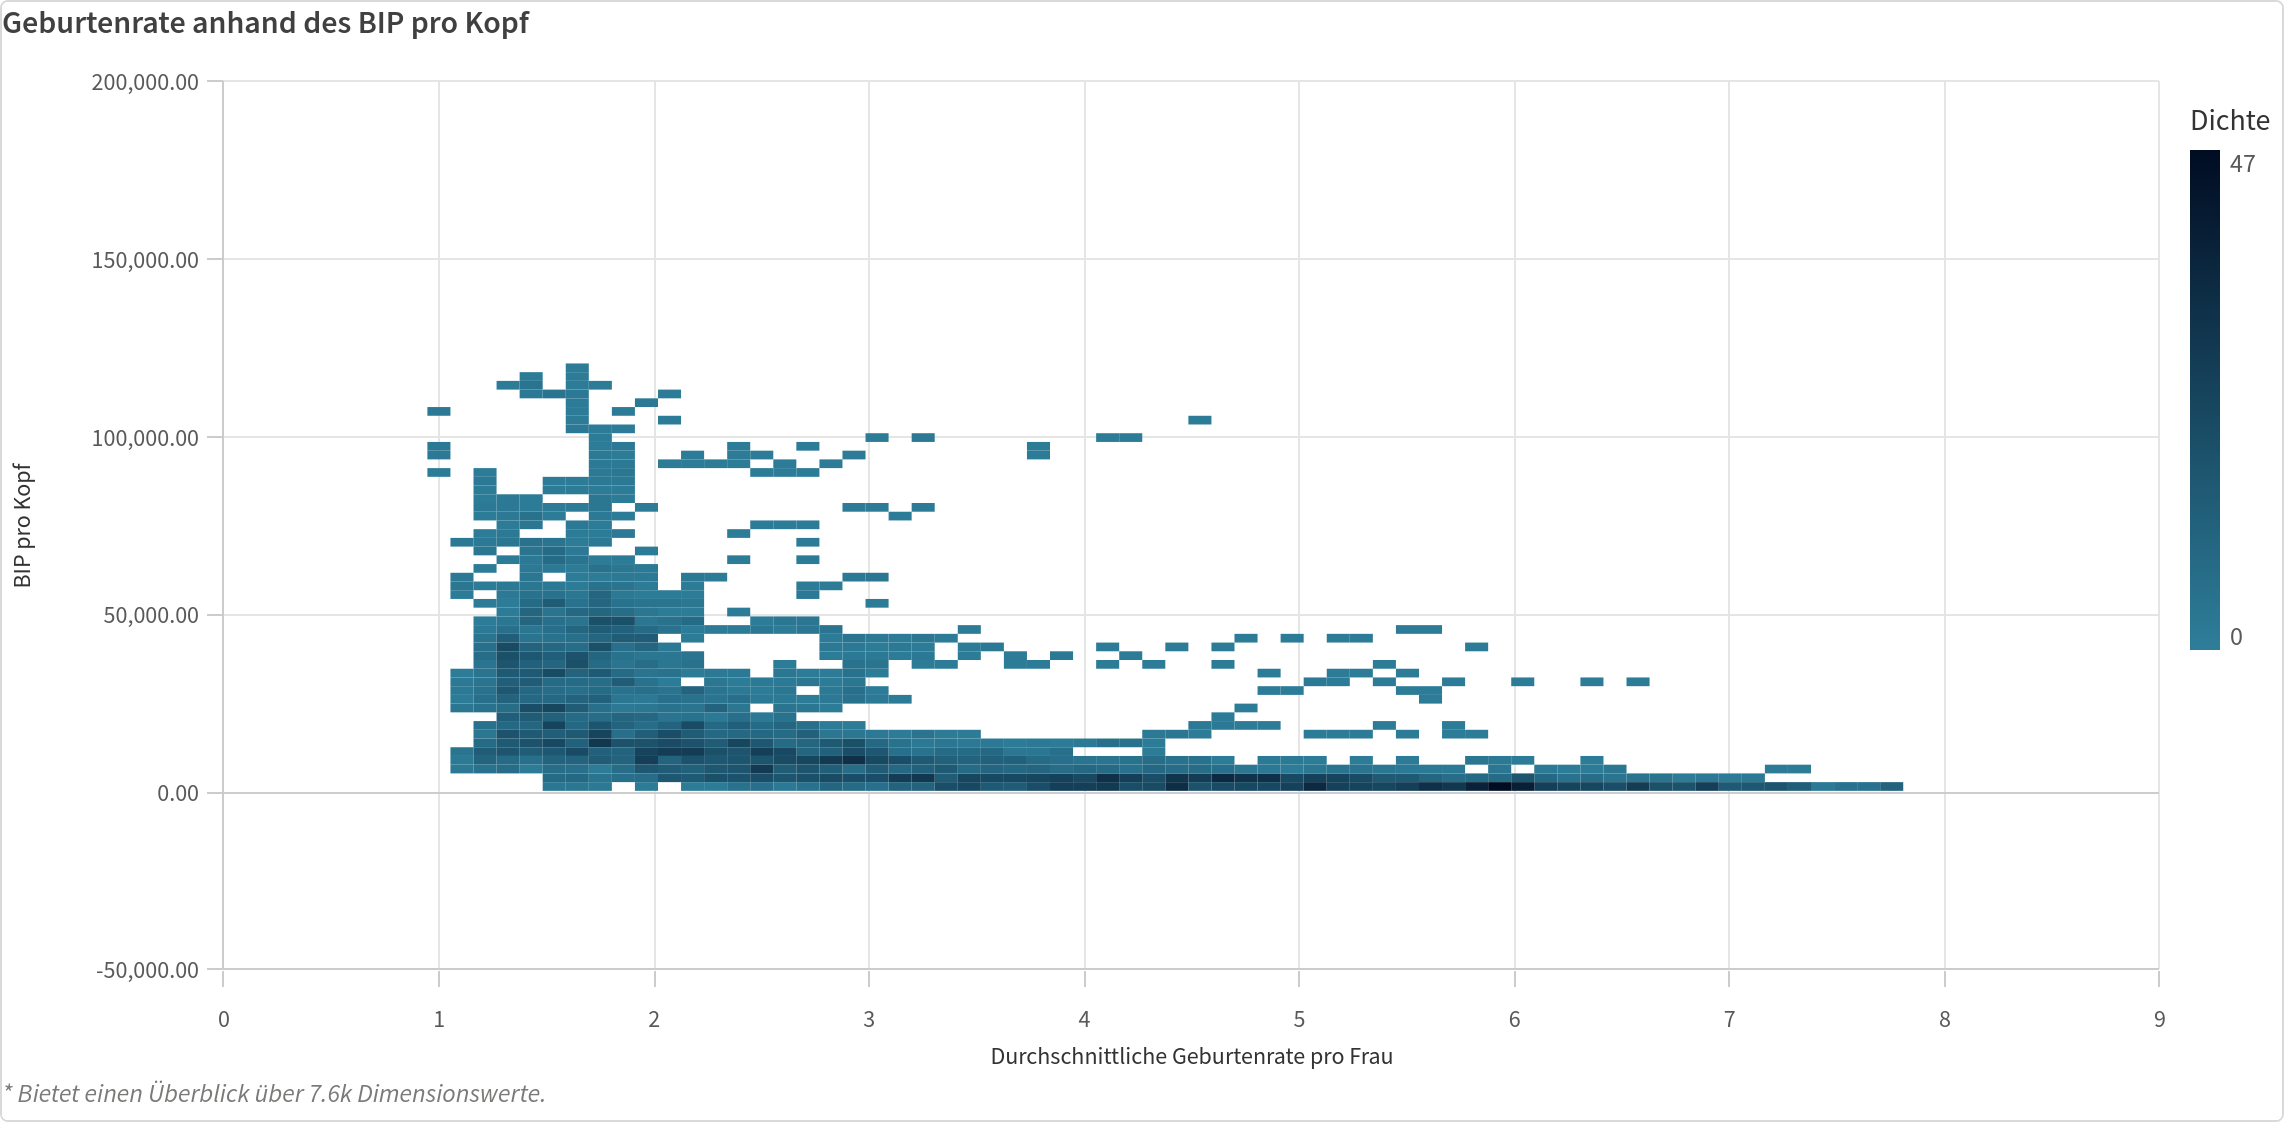 Geburtenrate anhand des BIP pro Kopf
200,000.00
150,000.00
100,000.00
50,000.00
0.00
-50,000.00
BIP pro Kopf
0 1 2 3 4 5 6 7 8 9
Durchschnittliche Geburtenrate pro Frau
Dichte
47
0
* Bietet einen Überblick über 7.6k Dimensionswerte.